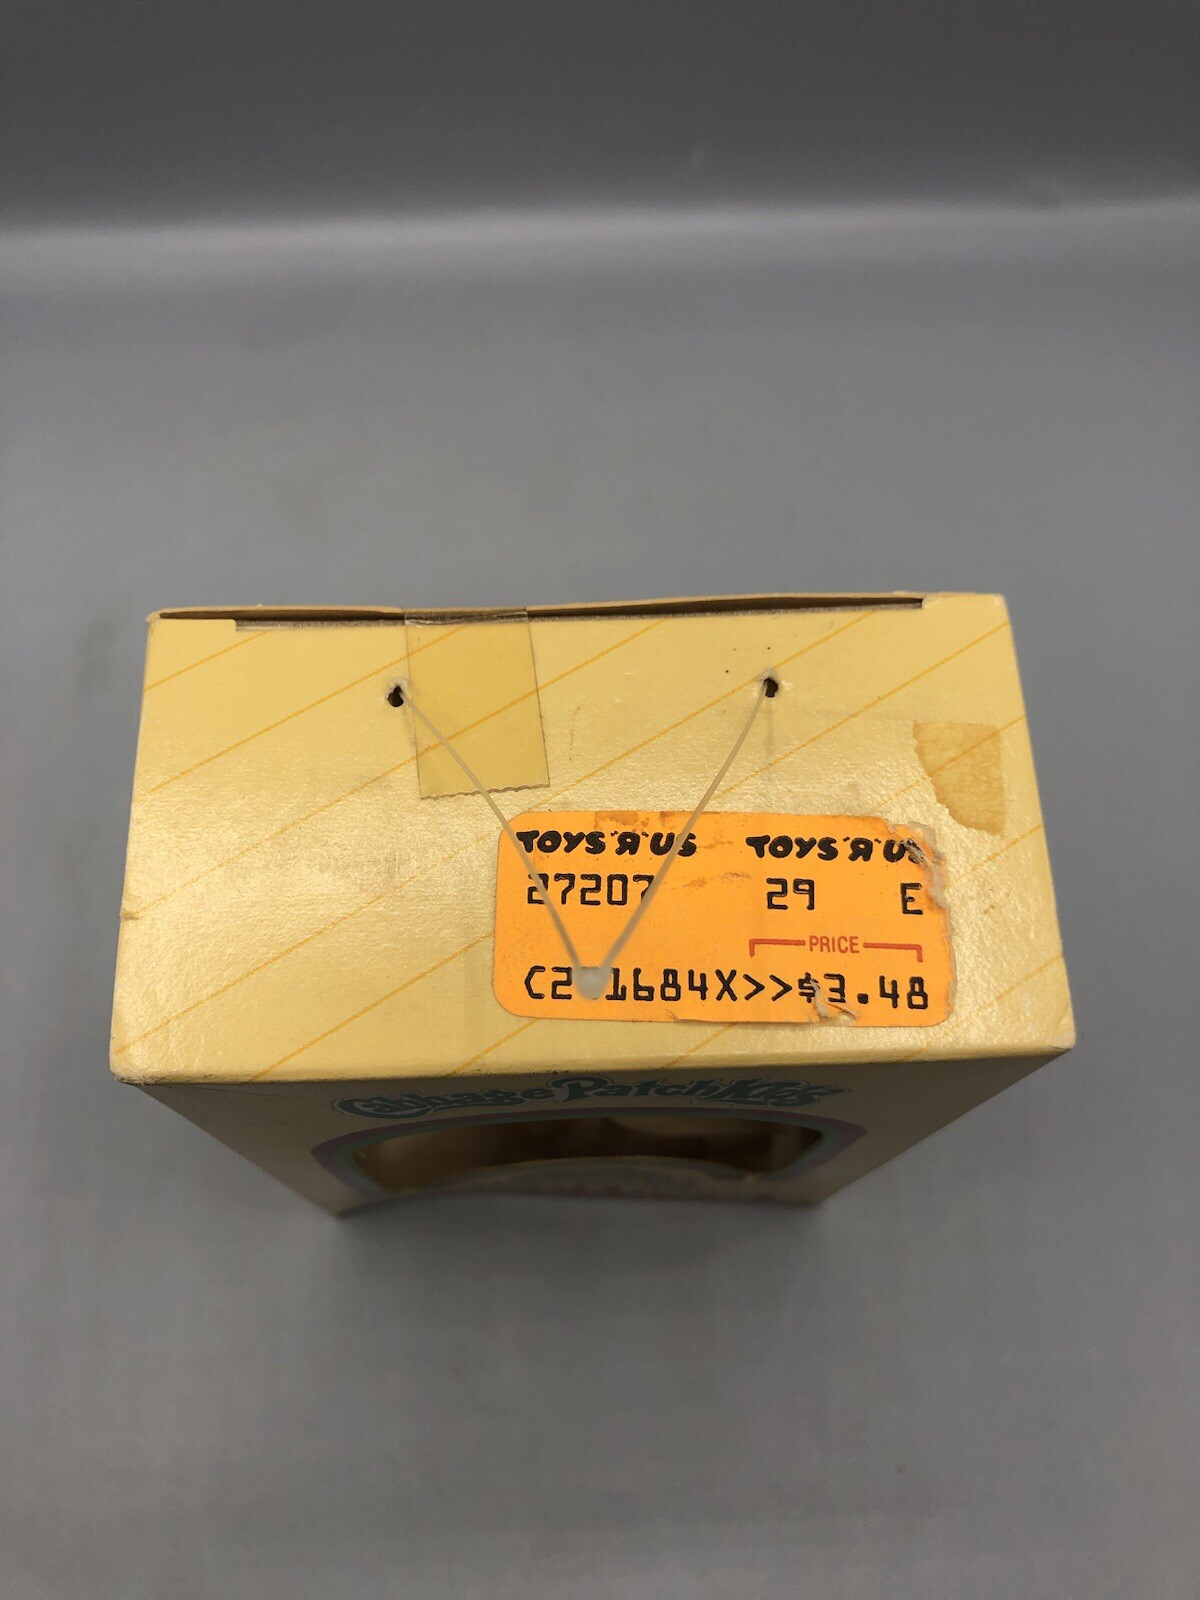 TOYS"R"US TOYS"R"US
27207 29 E
PRICE
1684X>>$3.48
Cabbage Patch Kids